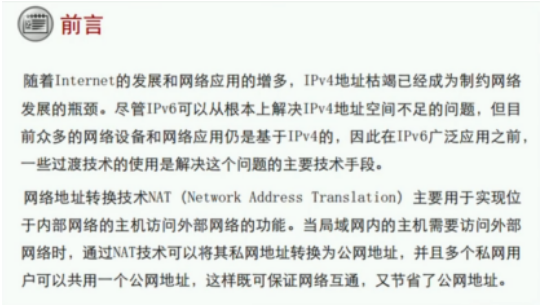 前言
随着Internet的发展和网络应用的增多，IPv4地址枯竭已经成为制约网络
发展的瓶颈。尽管IPv6可以从根本上解决IPv4地址空间不足的问题，但目
前众多的网络设备和网络应用仍是基于IPv4的，因此在IPv6广泛应用之前，
一些过渡技术的使用是解决这个问题的主要技术手段。
网络地址转换技术NAT（Network Address Translation）主要用于实现位
于内部网络的主机访问外部网络的功能。当局域网内的主机需要访问外部
网络时，通过NAT技术可以将其私网地址转换为公网地址，并且多个私网用
户可以共用一个公网地址，这样既可保证网络互通，又节省了公网地址。